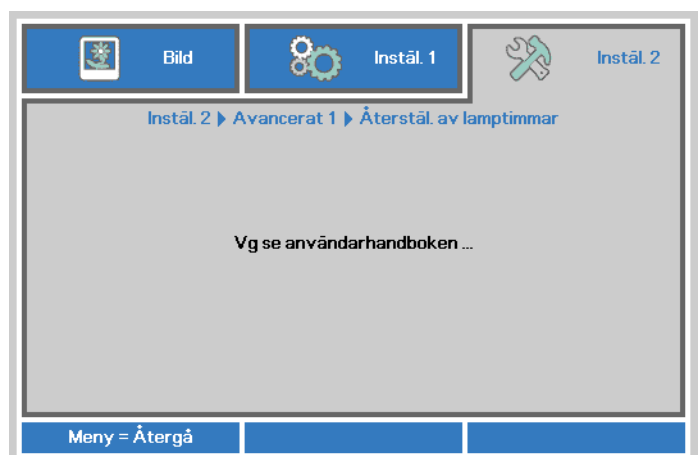 Bild
Instäl. 1
Instäl. 2
Instäl. 2 ▶ Avancerat 1 ▶ Återstäl. av lamptimmar
Vg se användarhandboken ...
Meny = Återgå